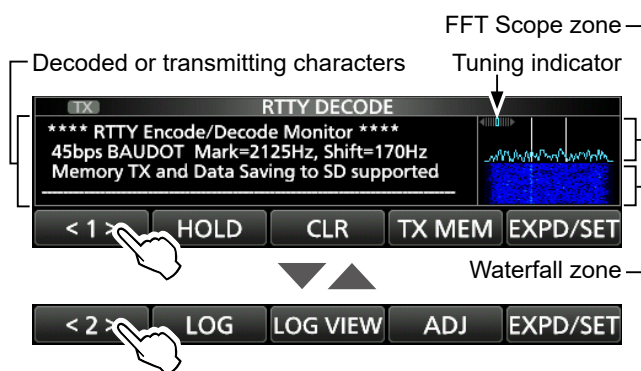 FFT Scope zone
Decoded or transmitting characters
Tuning indicator
TX
RTTY DECODE
**** RTTY Encode/Decode Monitor ****
45bps BAUDOT Mark=2125Hz, Shift=170Hz
Memory TX and Data Saving to SD supported
< 1 > HOLD CLR TX MEM EXPD/SET
Waterfall zone
< 2 > LOG LOG VIEW ADJ EXPD/SET